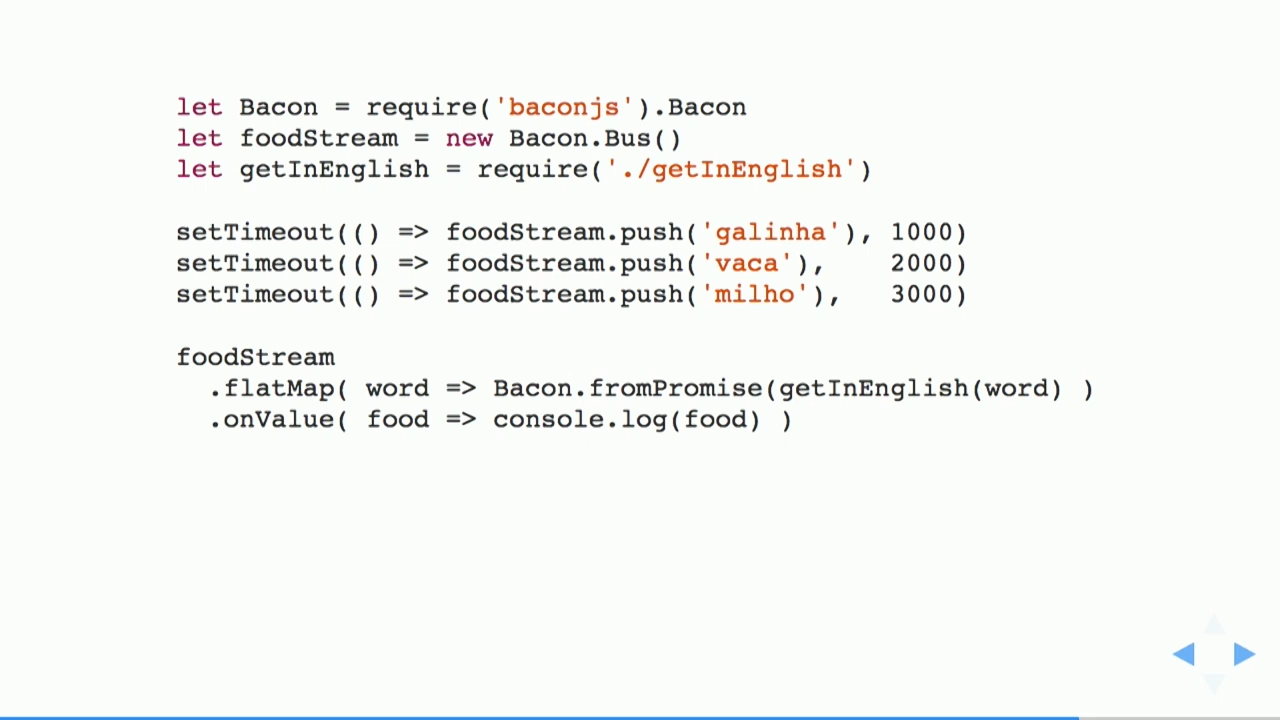 let Bacon = require('baconjs').Bacon
let foodStream = new Bacon.Bus()
let getInEnglish = require('./getInEnglish')
setTimeout(() => foodStream.push('galinha'), 1000)
setTimeout(() => foodStream.push('vaca'),    2000)
setTimeout(() => foodStream.push('milho'),   3000)
foodStream
  .flatMap( word => Bacon.fromPromise(getInEnglish(word) )
  .onValue( food => console.log(food) )